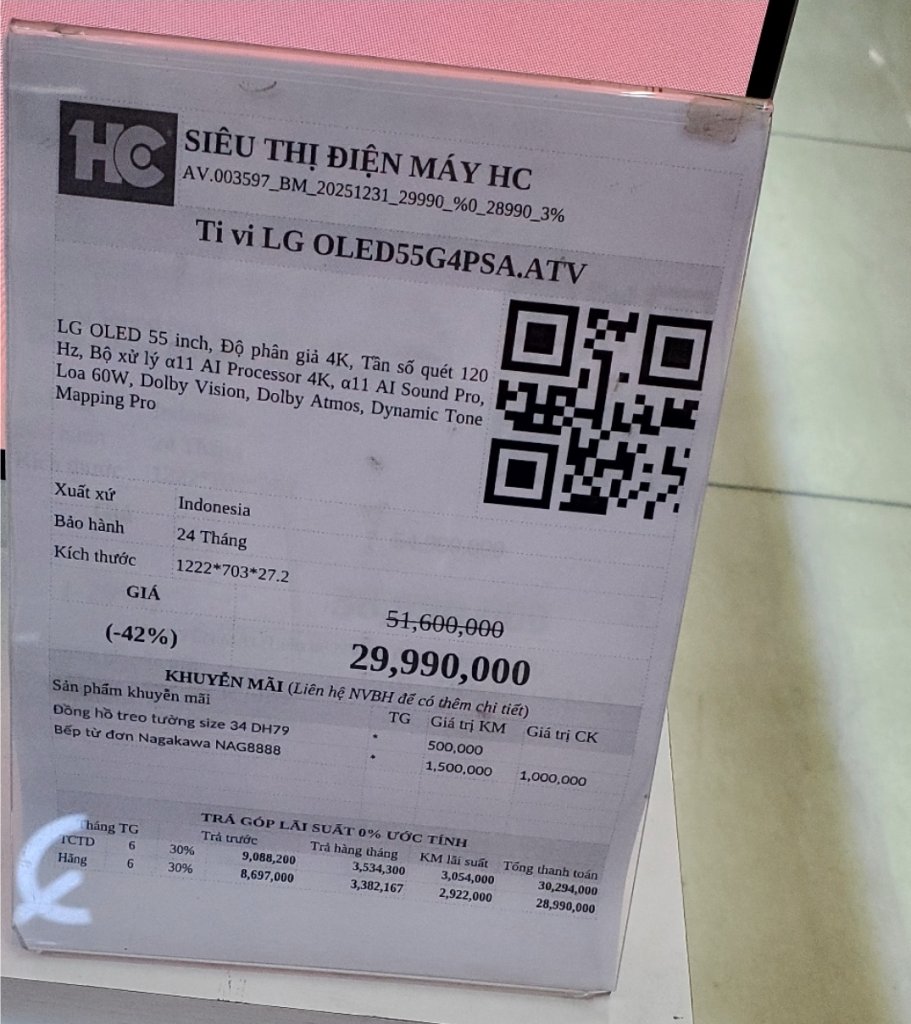 HC
SIÊU THỊ ĐIỆN MÁY HC
AV.003597_BM_20251231_29990_%0_28990_3%
Ti vi LG OLED55G4PSA.ATV
LG OLED 55 inch, Độ phân giả 4K, Tần số quét 120
Hz, Bộ xử lý α11 AI Processor 4K, α11 AI Sound Pro,
Loa 60W, Dolby Vision, Dolby Atmos, Dynamic Tone
Mapping Pro
Xuất xứ Indonesia
Bảo hành 24 Tháng
Kích thước 1222*703*27.2
GIÁ 51,600,000
(-42%) 29,990,000
KHUYẾN MÃI (Liên hệ NVBH để có thêm chi tiết)
Sản phẩm khuyễn mãi TG Giá trị KM Giá trị CK
Đồng hồ treo tường size 34 DH79 * 500,000
Bếp từ đơn Nagakawa NAG8888 * 1,500,000 1,000,000
TRẢ GÓP LÃI SUẤT 0% ƯỚC TÍNH
Tháng TG Trả trước Trả hàng tháng KM lãi suất Tổng thanh toán
TCTD 6 30% 9,088,200 3,534,300 3,054,000 30,294,000
Hãng 6 30% 8,697,000 3,382,167 2,922,000 28,990,000